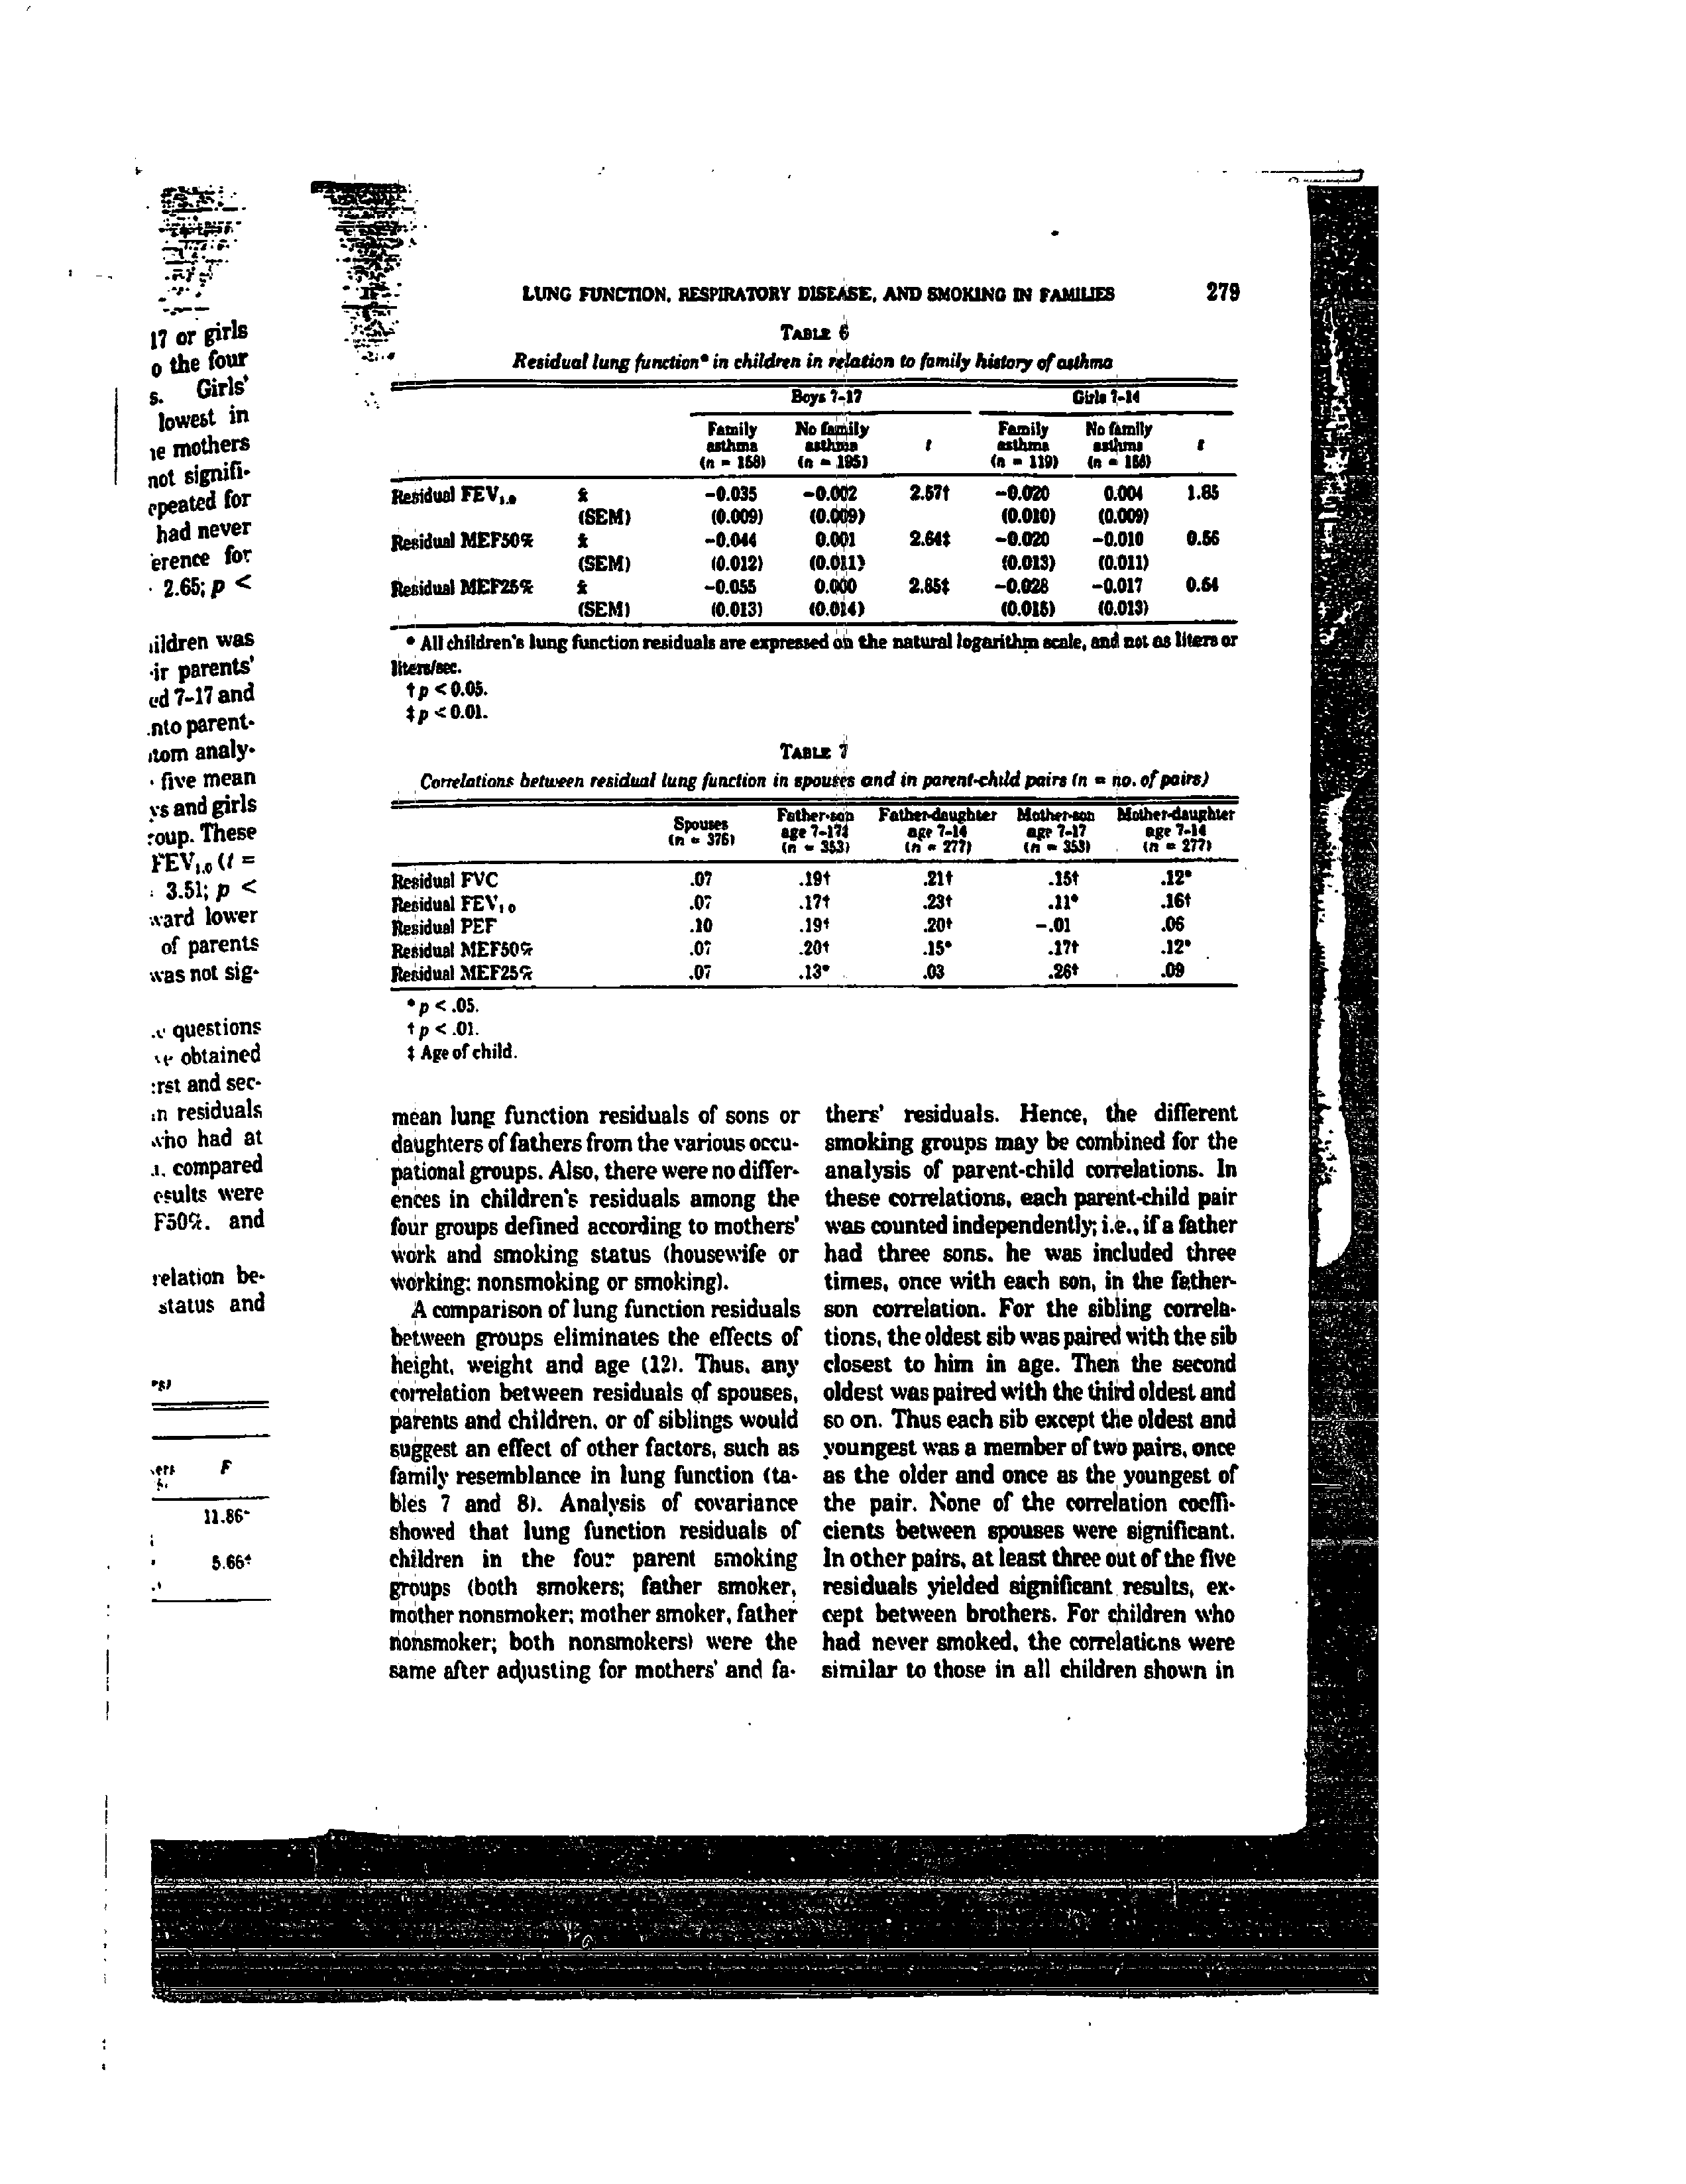 17 or girls
o the four
s. Girls'
lowest in
e mothers
not signifi-
epeated for
had never
erence for
2.65; p <
ildren was
ir parents'
ed 7-17 and
nto parent-
tom analy-
five mean
ys and girls
roup. These
FEV1.0 (t =
3.51; p <
ward lower
of parents
was not sig-
questions
obtained
rst and sec-
n residuals
who had at
compared
esults were
F50%. and
relation be-
status and
F
11.86
5.66
LUNG FUNCTION, RESPIRATORY DISEASE, AND SMOKING IN FAMILIES 279
TABLE 6
Residual lung function* in children in relation to family history of asthma
Boys 7-17 Girls 7-14
Family No family t Family No family t
asthma asthma asthma asthma
(n = 158) (n = 195) (n = 119) (n = 158)
Residual FEV1.0 x̄ -0.035 -0.002 2.57† -0.020 0.004 1.85
(SEM) (0.009) (0.009) (0.010) (0.009)
Residual MEF50% x̄ -0.044 0.001 2.64‡ -0.020 -0.010 0.56
(SEM) (0.012) (0.011) (0.013) (0.011)
Residual MEF25% x̄ -0.055 0.000 2.85‡ -0.028 -0.017 0.54
(SEM) (0.013) (0.014) (0.015) (0.013)
* All children's lung function residuals are expressed on the natural logarithm scale, and not as liters or
liters/sec.
† p < 0.05.
‡ p < 0.01.
TABLE 7
Correlations between residual lung function in spouses and in parent-child pairs (n = no. of pairs)
Spouses Father-son Father-daughter Mother-son Mother-daughter
age 7-17‡ age 7-14 age 7-17 age 7-14
(n = 376) (n = 353) (n = 277) (n = 353) (n = 277)
Residual FVC .07 .19† .21† .15† .12*
Residual FEV1.0 .07 .17† .23† .11* .16†
Residual PEF .10 .19† .20† -.01 .06
Residual MEF50% .07 .20† .15* .17† .12*
Residual MEF25% .07 .13* .03 .26† .09
* p < .05.
† p < .01.
‡ Age of child.
mean lung function residuals of sons or
daughters of fathers from the various occu-
pational groups. Also, there were no differ-
ences in children's residuals among the
four groups defined according to mothers'
work and smoking status (housewife or
working; nonsmoking or smoking).
A comparison of lung function residuals
between groups eliminates the effects of
height, weight and age (12). Thus, any
correlation between residuals of spouses,
parents and children, or of siblings would
suggest an effect of other factors, such as
family resemblance in lung function (ta-
bles 7 and 8). Analysis of covariance
showed that lung function residuals of
children in the four parent smoking
groups (both smokers; father smoker,
mother nonsmoker; mother smoker, father
nonsmoker; both nonsmokers) were the
same after adjusting for mothers' and fa-
thers' residuals. Hence, the different
smoking groups may be combined for the
analysis of parent-child correlations. In
these correlations, each parent-child pair
was counted independently; i.e., if a father
had three sons, he was included three
times, once with each son, in the father-
son correlation. For the sibling correla-
tions, the oldest sib was paired with the sib
closest to him in age. Then the second
oldest was paired with the third oldest and
so on. Thus each sib except the oldest and
youngest was a member of two pairs, once
as the older and once as the youngest of
the pair. None of the correlation coeffi-
cients between spouses were significant.
In other pairs, at least three out of the five
residuals yielded significant results, ex-
cept between brothers. For children who
had never smoked, the correlations were
similar to those in all children shown in